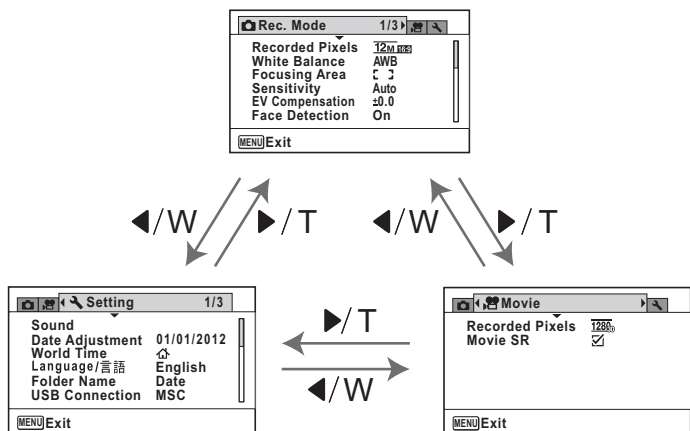 Rec. Mode 1/3
Recorded Pixels 12M 16:9
White Balance AWB
Focusing Area
Sensitivity Auto
EV Compensation ±0.0
Face Detection On
MENU Exit
◀/W ▶/T ◀/W ▶/T
Setting 1/3
Sound
Date Adjustment 01/01/2012
World Time
Language/言語 English
Folder Name Date
USB Connection MSC
MENU Exit
▶/T
◀/W
Movie
Recorded Pixels 1280
Movie SR ☑
MENU Exit